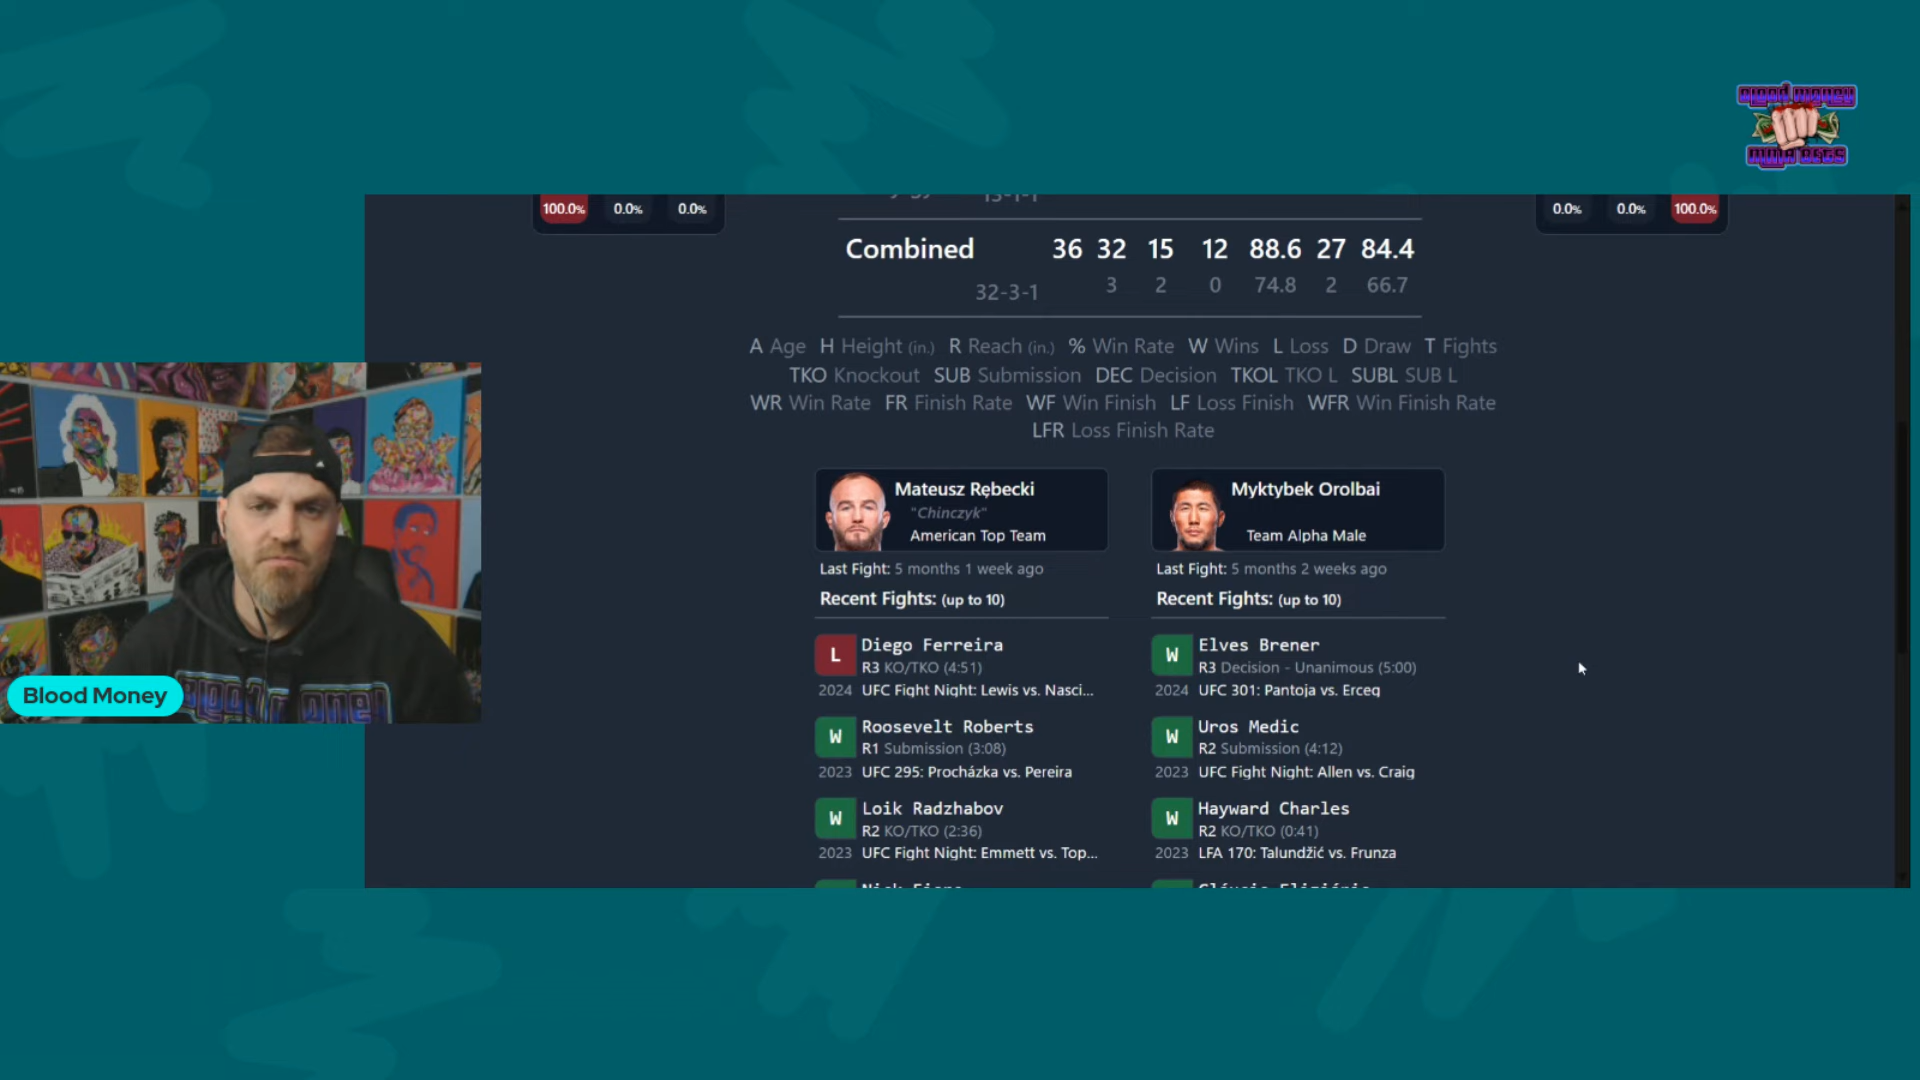 BLOOD MONEY
MMA BETS
100.0% 0.0% 0.0%
0.0% 0.0% 100.0%
Combined 36 32 15 12 88.6 27 84.4
32-3-1 3 2 0 74.8 2 66.7
A Age H Height (in.) R Reach (in.) % Win Rate W Wins L Loss D Draw T Fights
TKO Knockout SUB Submission DEC Decision TKOL TKO L SUBL SUB L
WR Win Rate FR Finish Rate WF Win Finish LF Loss Finish WFR Win Finish Rate
LFR Loss Finish Rate
Mateusz Rębecki
"Chinczyk"
American Top Team
Last Fight: 5 months 1 week ago
Recent Fights: (up to 10)
L Diego Ferreira
R3 KO/TKO (4:51)
2024 UFC Fight Night: Lewis vs. Nasci...
W Roosevelt Roberts
R1 Submission (3:08)
2023 UFC 295: Procházka vs. Pereira
W Loik Radzhabov
R2 KO/TKO (2:36)
2023 UFC Fight Night: Emmett vs. Top...
Myktybek Orolbai
Team Alpha Male
Last Fight: 5 months 2 weeks ago
Recent Fights: (up to 10)
W Elves Brener
R3 Decision - Unanimous (5:00)
2024 UFC 301: Pantoja vs. Erceg
W Uros Medic
R2 Submission (4:12)
2023 UFC Fight Night: Allen vs. Craig
W Hayward Charles
R2 KO/TKO (0:41)
2023 LFA 170: Talundžić vs. Frunza
Blood Money